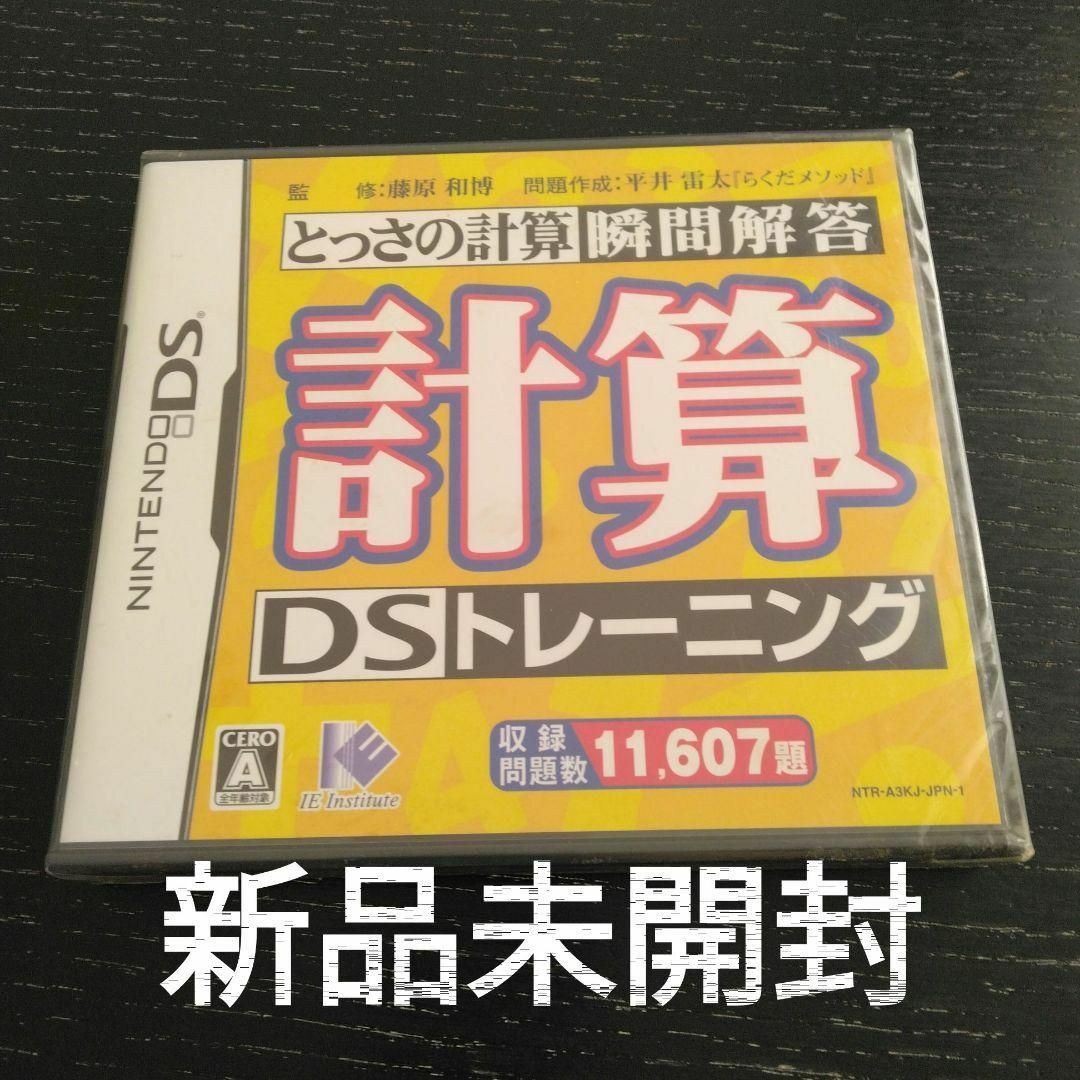 監 修:藤原 和博 問題作成:平井 雷太『らくだメソッド』
とっさの計算 瞬間解答
計算
DSトレーニング
NINTENDO DS®
CERO
A
全年齢対象
IE
IE Institute
収録
問題数
11,607題
NTR-A3KJ-JPN-1
新品未開封